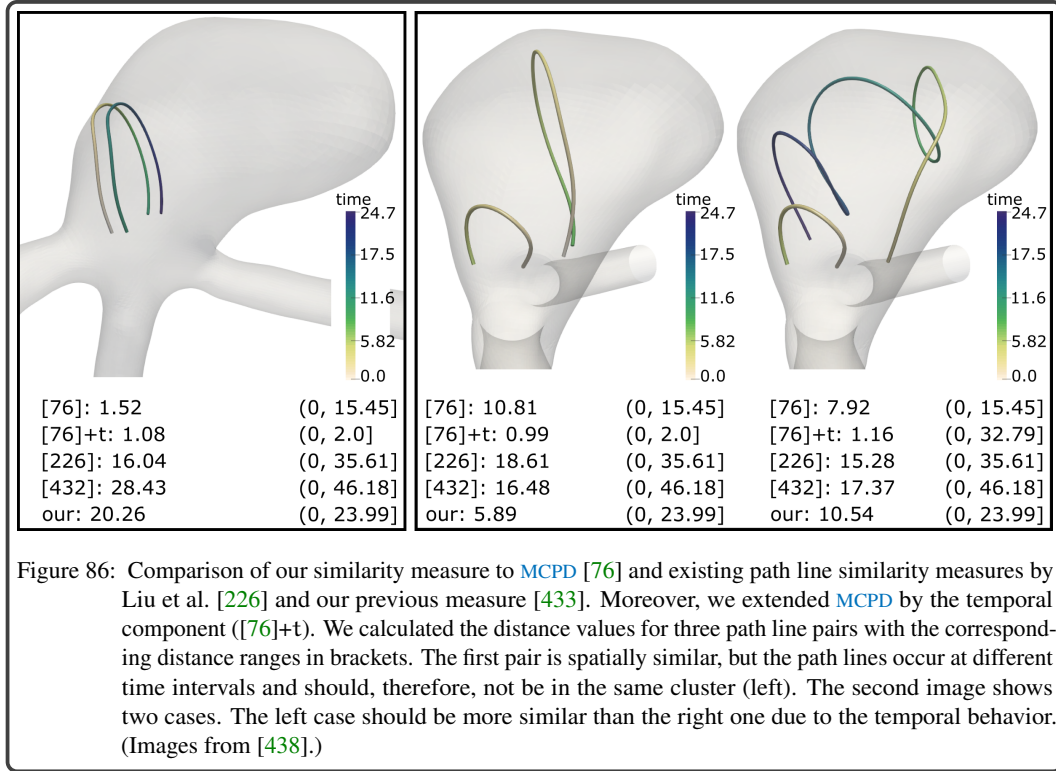 time
24.7
17.5
11.6
5.82
0.0
[76]: 1.52 (0, 15.45]
[76]+t: 1.08 (0, 2.0]
[226]: 16.04 (0, 35.61]
[432]: 28.43 (0, 46.18]
our: 20.26 (0, 23.99]
time
24.7
17.5
11.6
5.82
0.0
[76]: 10.81 (0, 15.45]
[76]+t: 0.99 (0, 2.0]
[226]: 18.61 (0, 35.61]
[432]: 16.48 (0, 46.18]
our: 5.89 (0, 23.99]
time
24.7
17.5
11.6
5.82
0.0
[76]: 7.92 (0, 15.45]
[76]+t: 1.16 (0, 32.79]
[226]: 15.28 (0, 35.61]
[432]: 17.37 (0, 46.18]
our: 10.54 (0, 23.99]
Figure 86: Comparison of our similarity measure to MCPD [76] and existing path line similarity measures by
Liu et al. [226] and our previous measure [433]. Moreover, we extended MCPD by the temporal
component ([76]+t). We calculated the distance values for three path line pairs with the correspond-
ing distance ranges in brackets. The first pair is spatially similar, but the path lines occur at different
time intervals and should, therefore, not be in the same cluster (left). The second image shows
two cases. The left case should be more similar than the right one due to the temporal behavior.
(Images from [438].)